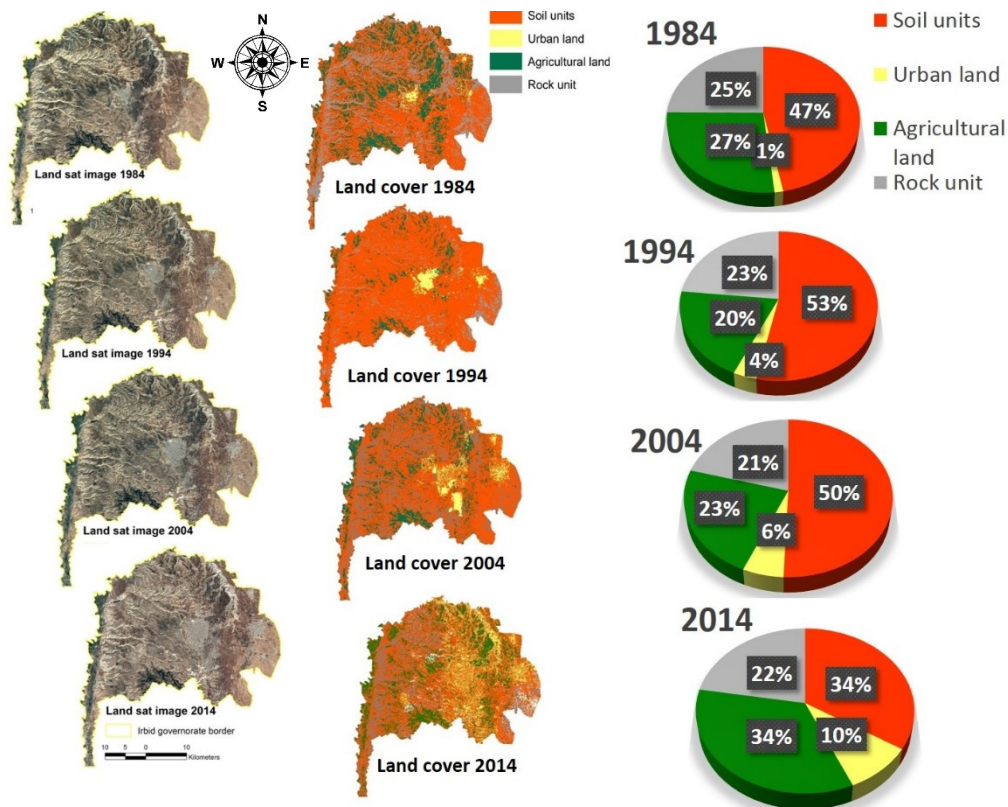 N
W
E
S
Land sat image 1984
1
Land sat image 1994
Land sat image 2004
Land sat image 2014
Irbid governorate border
10 5 0 10
Kilometers
Soil units
Urban land
Agricultural land
Rock unit
Land cover 1984
Land cover 1994
Land cover 2004
Land cover 2014
1984
25%
47%
27%
1%
Soil units
Urban land
Agricultural
land
Rock unit
1994
23%
53%
20%
4%
2004
21%
50%
23%
6%
2014
22%
34%
34%
10%